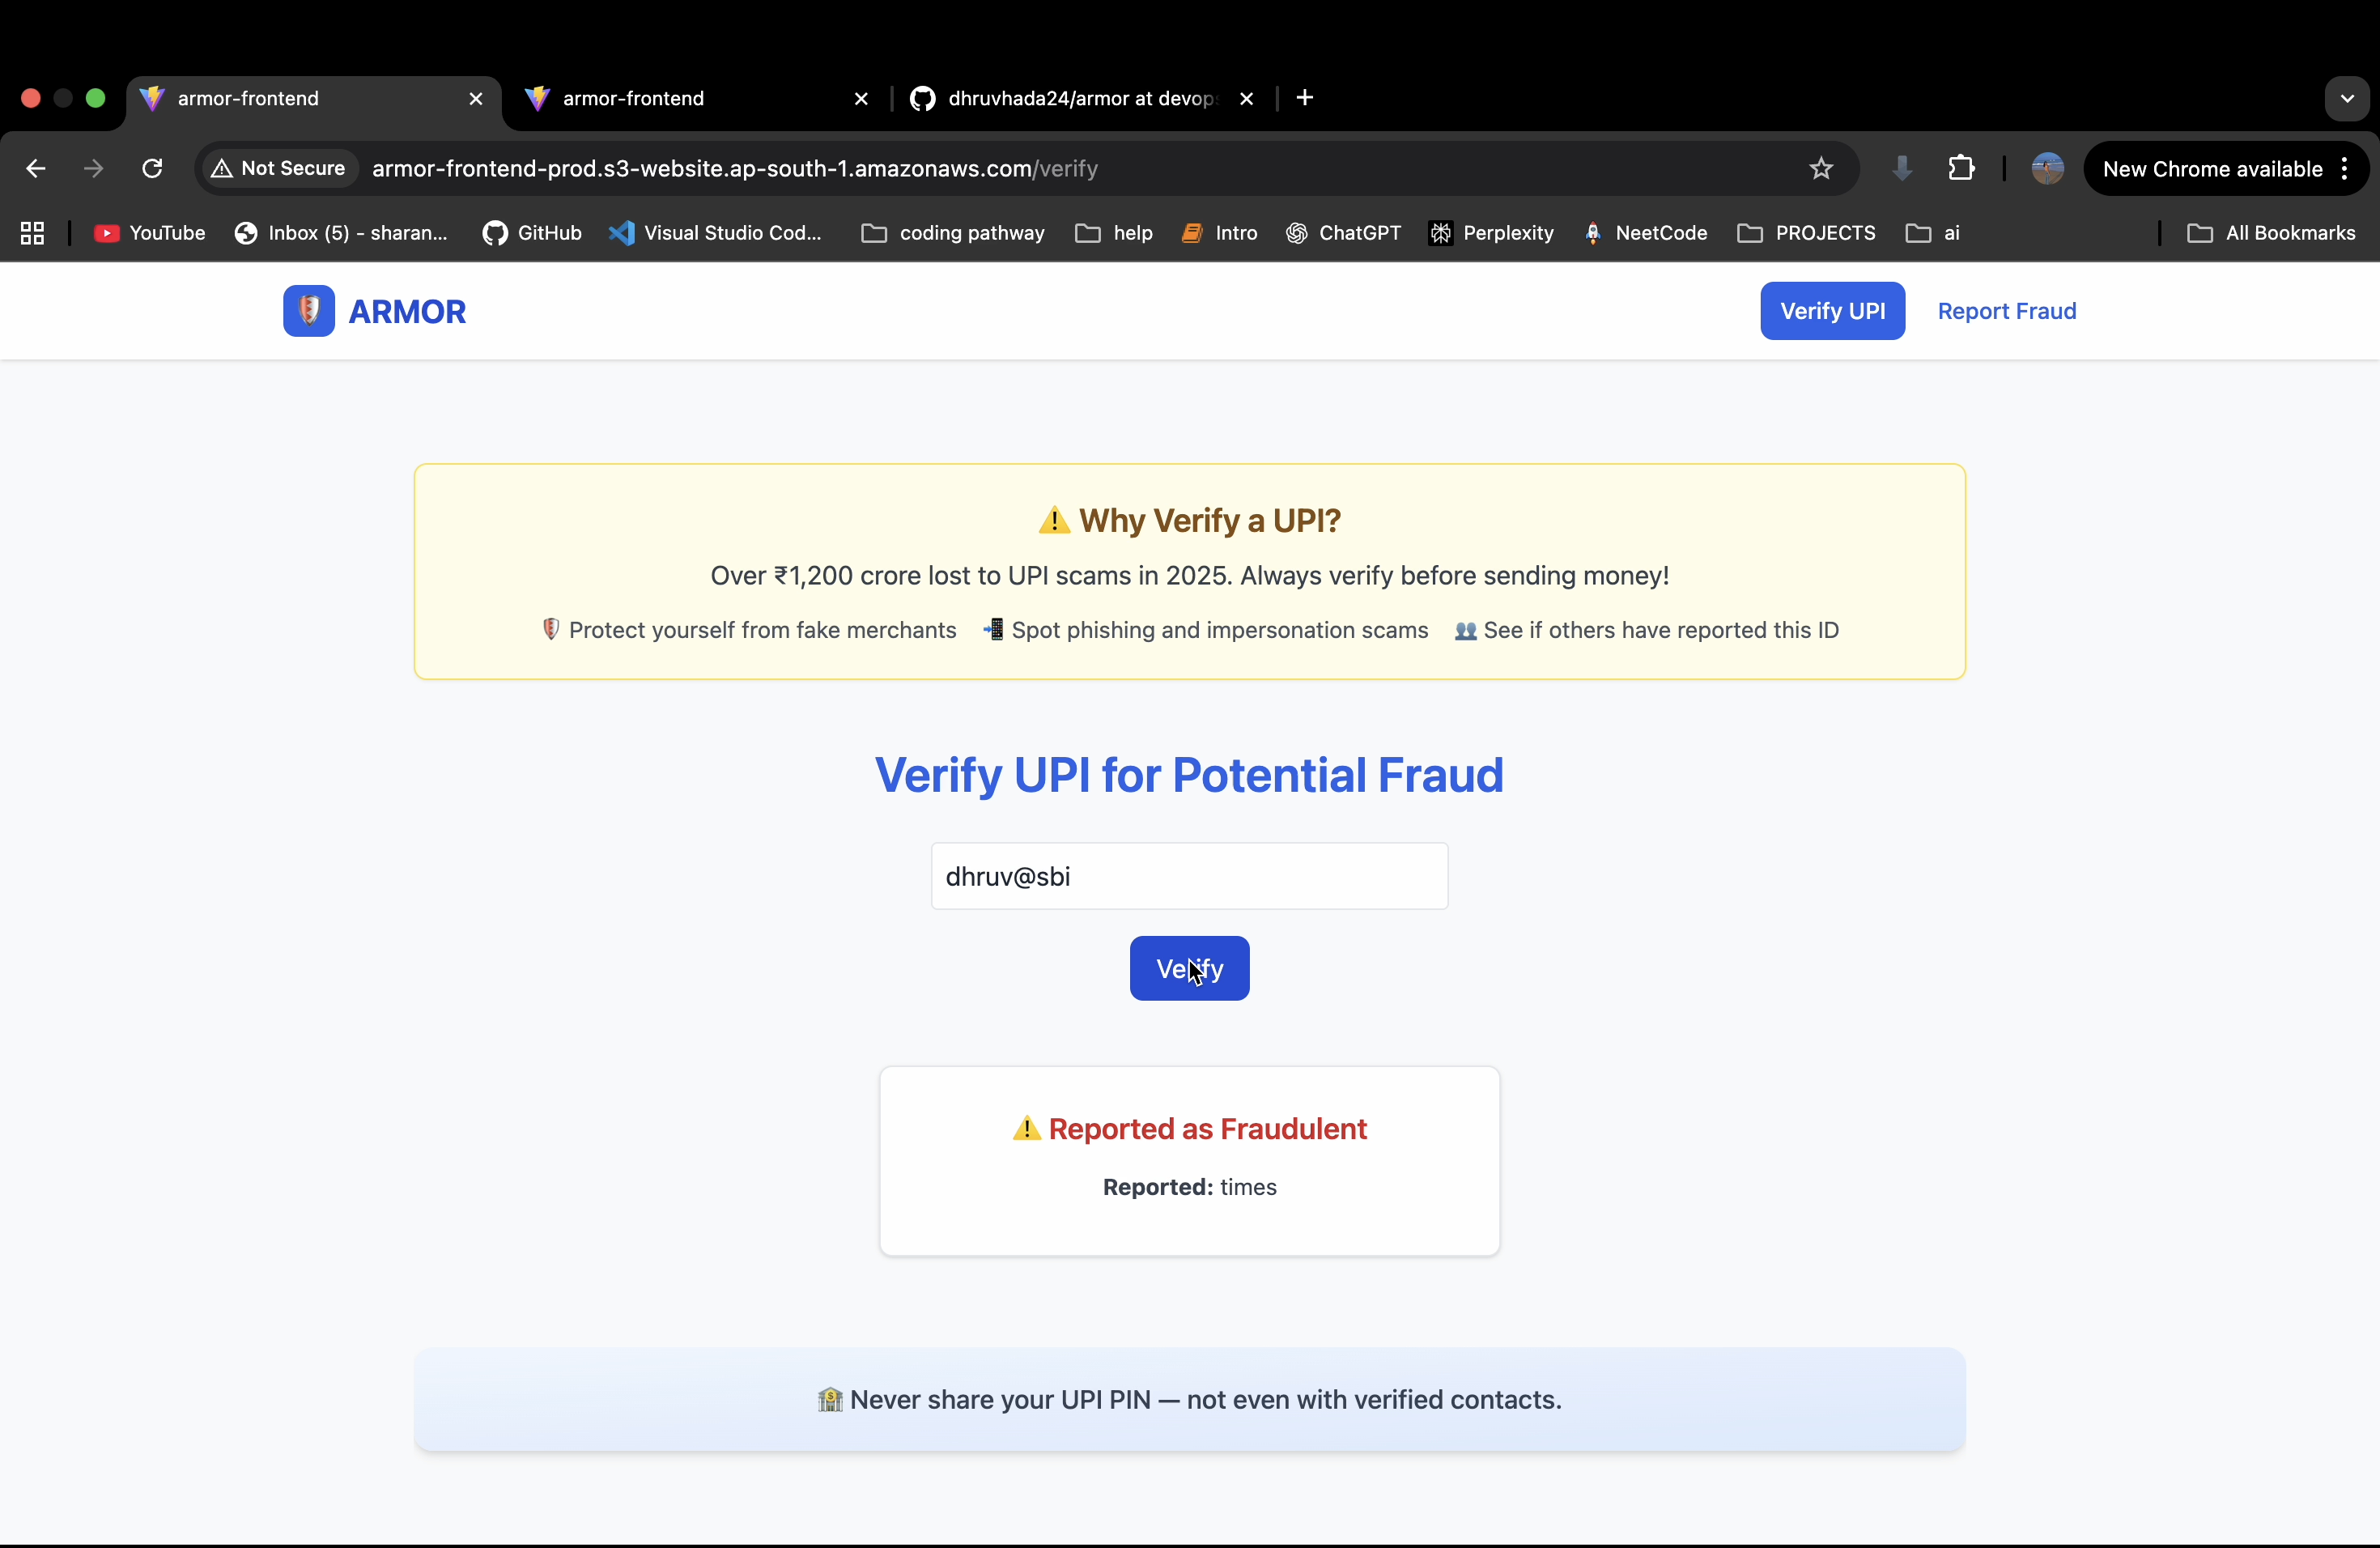 armor-frontend
armor-frontend
dhruvhada24/armor at devops
Not Secure armor-frontend-prod.s3-website.ap-south-1.amazonaws.com/verify
New Chrome available
YouTube Inbox (5) - sharan... GitHub Visual Studio Cod... coding pathway help Intro ChatGPT Perplexity NeetCode PROJECTS ai All Bookmarks
ARMOR
Verify UPI Report Fraud
Why Verify a UPI?
Over ₹1,200 crore lost to UPI scams in 2025. Always verify before sending money!
Protect yourself from fake merchants Spot phishing and impersonation scams See if others have reported this ID
Verify UPI for Potential Fraud
dhruv@sbi
Verify
Reported as Fraudulent
Reported: times
Never share your UPI PIN — not even with verified contacts.